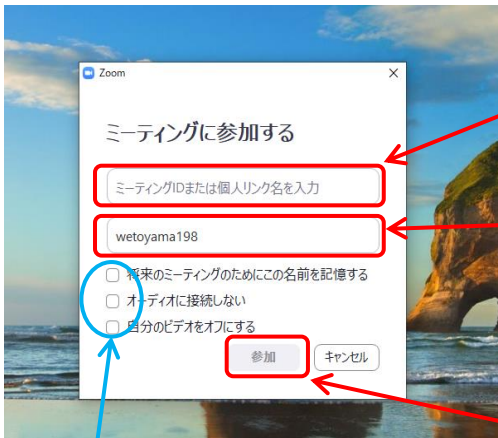 Zoom
ミーティングに参加する
ミーティングIDまたは個人リンク名を入力
wetoyama198
将来のミーティングのためにこの名前を記憶する
オーディオに接続しない
自分のビデオをオフにする
参加 キャンセル